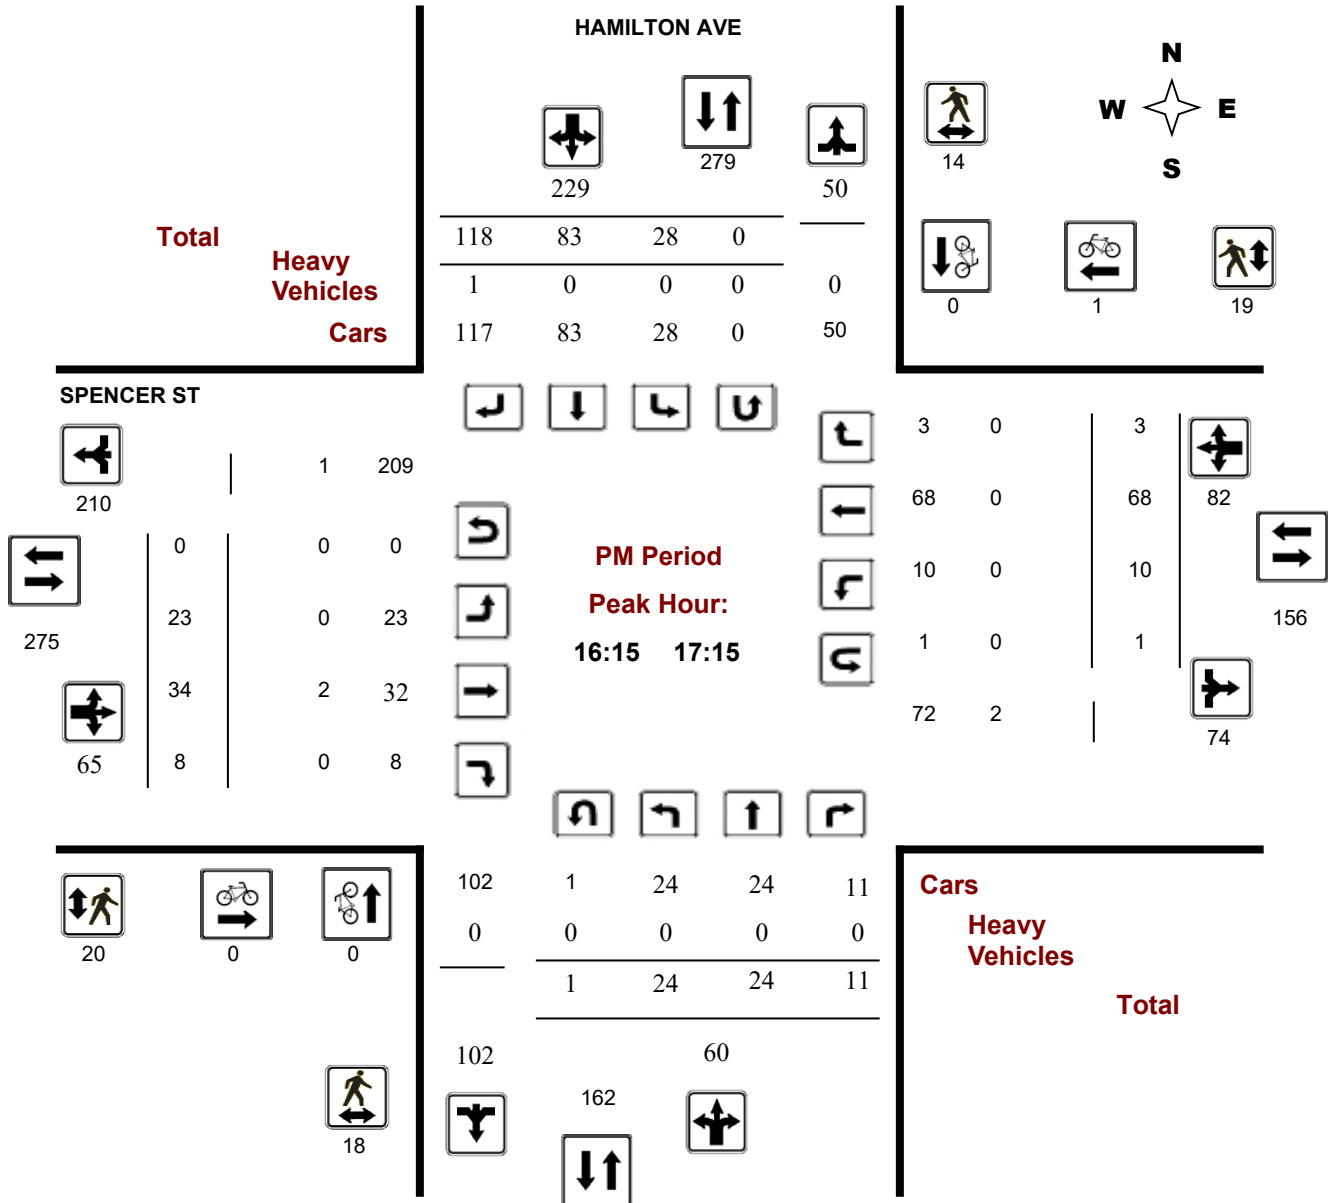 HAMILTON AVE
N
W E
S
279
14
229 50
Total 118 83 28 0
Heavy
Vehicles
1 0 0 0 0
Cars 117 83 28 0 50
0 1 19
SPENCER ST
1 209
210
3 0 3
68 0 68 82
0 0 0
PM Period
10 0 10
23 0 23
Peak Hour:
156
275
16:15 17:15
1 0 1
34 2 32
72 2
74
65 8 0 8
102 1 24 24 11
Cars
0 0 0 0 0
Heavy
Vehicles
20 0 0
1 24 24 11
Total
102 60
162
18